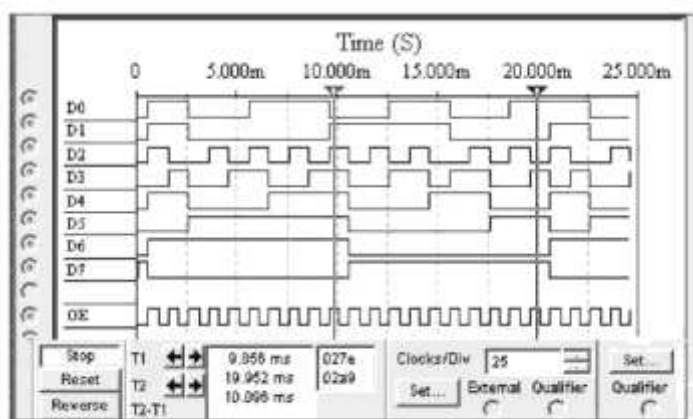 Time (S)
0 5.000m 10.000m 15.000m 20.000m 25.000m
D0
D1
D2
D3
D4
D5
D6
D7
OE
Stop
Reset
Reverse
T1
T2
T2-T1
9.856 ms
19.952 ms
10.096 ms
027e
02a9
Clocks/Div 25
Set... External Qualifier
Set...
Qualifier